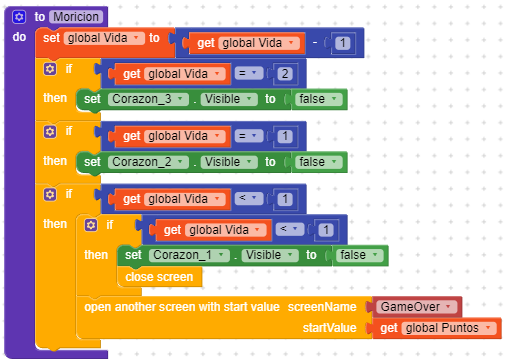 to Moricion
do set global Vida to get global Vida - 1
if get global Vida = 2
then set Corazon_3 . Visible to false
if get global Vida = 1
then set Corazon_2 . Visible to false
if get global Vida < 1
then if get global Vida < 1
then set Corazon_1 . Visible to false
close screen
open another screen with start value screenName GameOver
startValue get global Puntos